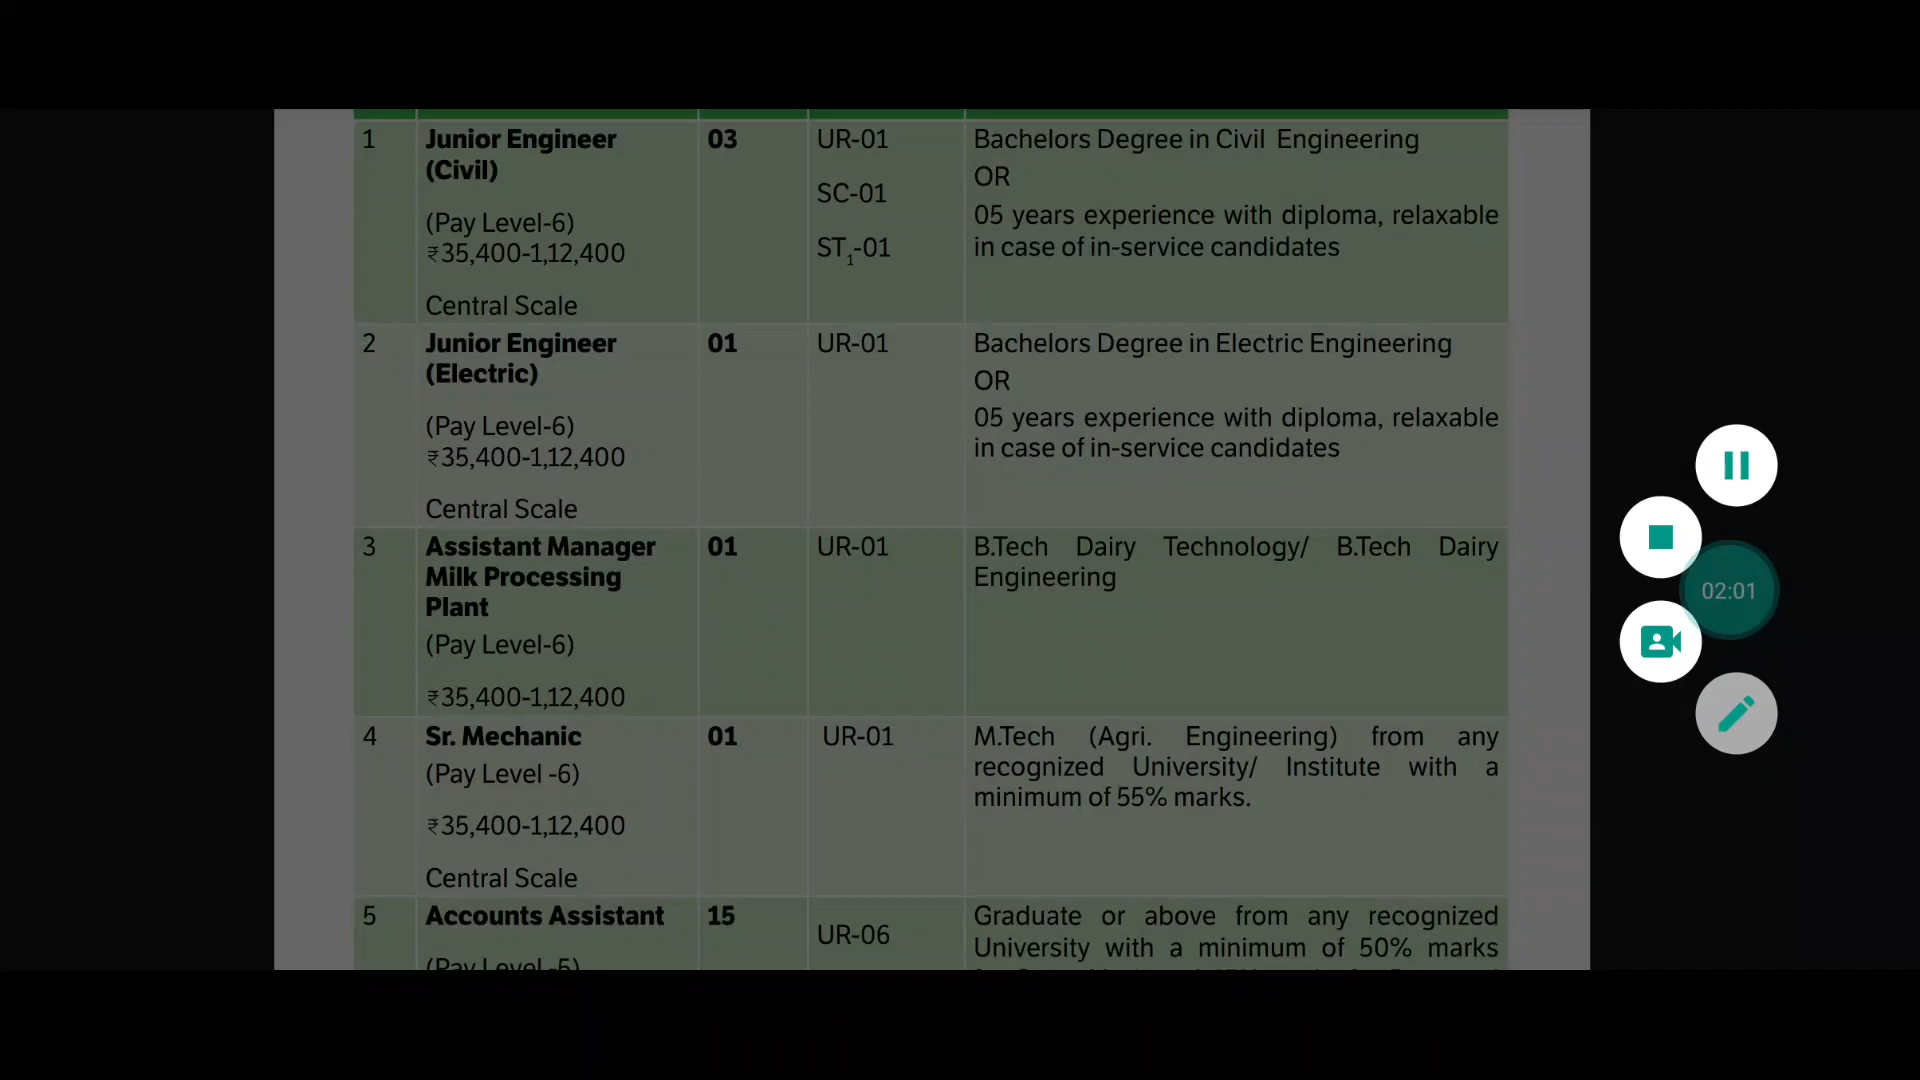 1 Junior Engineer 03 UR-01 Bachelors Degree in Civil Engineering
(Civil) OR
SC-01
(Pay Level-6) 05 years experience with diploma, relaxable
₹35,400-1,12,400 ST1-01 in case of in-service candidates
Central Scale
2 Junior Engineer 01 UR-01 Bachelors Degree in Electric Engineering
(Electric) OR
(Pay Level-6) 05 years experience with diploma, relaxable
₹35,400-1,12,400 in case of in-service candidates
Central Scale
3 Assistant Manager 01 UR-01 B.Tech Dairy Technology/ B.Tech Dairy
Milk Processing Engineering
Plant
(Pay Level-6)
₹35,400-1,12,400
4 Sr. Mechanic 01 UR-01 M.Tech (Agri. Engineering) from any
(Pay Level -6) recognized University/ Institute with a
minimum of 55% marks.
₹35,400-1,12,400
Central Scale
5 Accounts Assistant 15 UR-06 Graduate or above from any recognized
University with a minimum of 50% marks
(Pay Level -5)
02:01